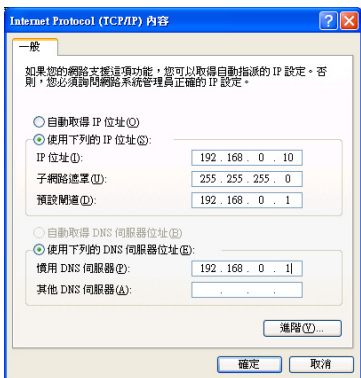 Internet Protocol (TCP/IP) 內容
一般
如果您的網路支援這項功能，您可以取得自動指派的 IP 設定。否
則，您必須詢問網路系統管理員正確的 IP 設定。
自動取得 IP 位址(O)
使用下列的 IP 位址(S):
IP 位址(I): 192 . 168 . 0 . 10
子網路遮罩(U): 255 . 255 . 255 . 0
預設閘道(D): 192 . 168 . 0 . 1
自動取得 DNS 伺服器位址(B)
使用下列的 DNS 伺服器位址(E):
慣用 DNS 伺服器(P): 192 . 168 . 0 . 1
其他 DNS 伺服器(A): . . .
進階(V)...
確定 取消